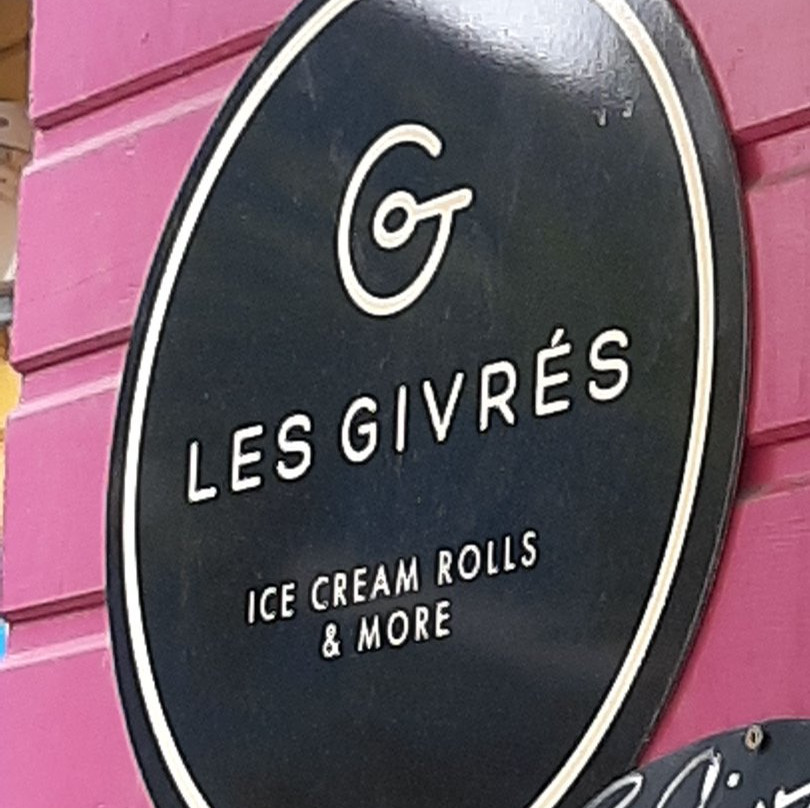 G
LES GIVRÉS
ICE CREAM ROLLS
& MORE